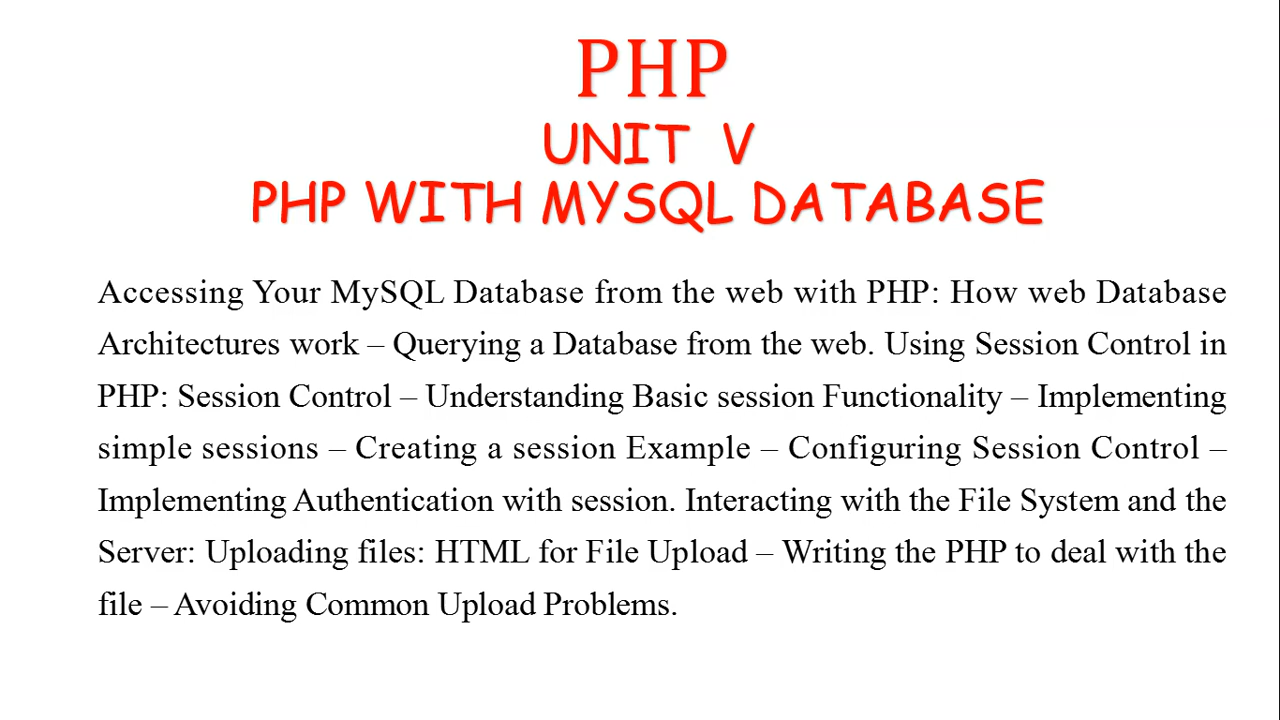 PHP
UNIT V
PHP WITH MYSQL DATABASE
Accessing Your MySQL Database from the web with PHP: How web Database
Architectures work – Querying a Database from the web. Using Session Control in
PHP: Session Control – Understanding Basic session Functionality – Implementing
simple sessions – Creating a session Example – Configuring Session Control –
Implementing Authentication with session. Interacting with the File System and the
Server: Uploading files: HTML for File Upload – Writing the PHP to deal with the
file – Avoiding Common Upload Problems.